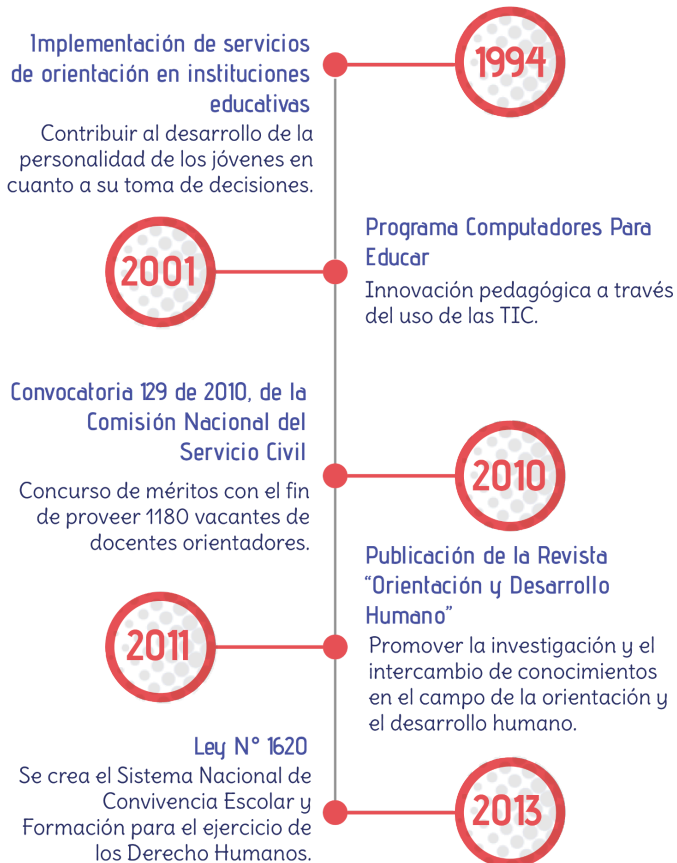 Implementación de servicios
de orientación en instituciones
educativas
Contribuir al desarrollo de la
personalidad de los jóvenes en
cuanto a su toma de decisiones.
1994
2001
Programa Computadores Para
Educar
Innovación pedagógica a través
del uso de las TIC.
Convocatoria 129 de 2010, de la
Comisión Nacional del
Servicio Civil
Concurso de méritos con el fin
de proveer 1180 vacantes de
docentes orientadores.
2010
2011
Publicación de la Revista
“Orientación y Desarrollo
Humano”
Promover la investigación y el
intercambio de conocimientos
en el campo de la orientación y
el desarrollo humano.
Ley N° 1620
Se crea el Sistema Nacional de
Convivencia Escolar y
Formación para el ejercicio de
los Derecho Humanos.
2013